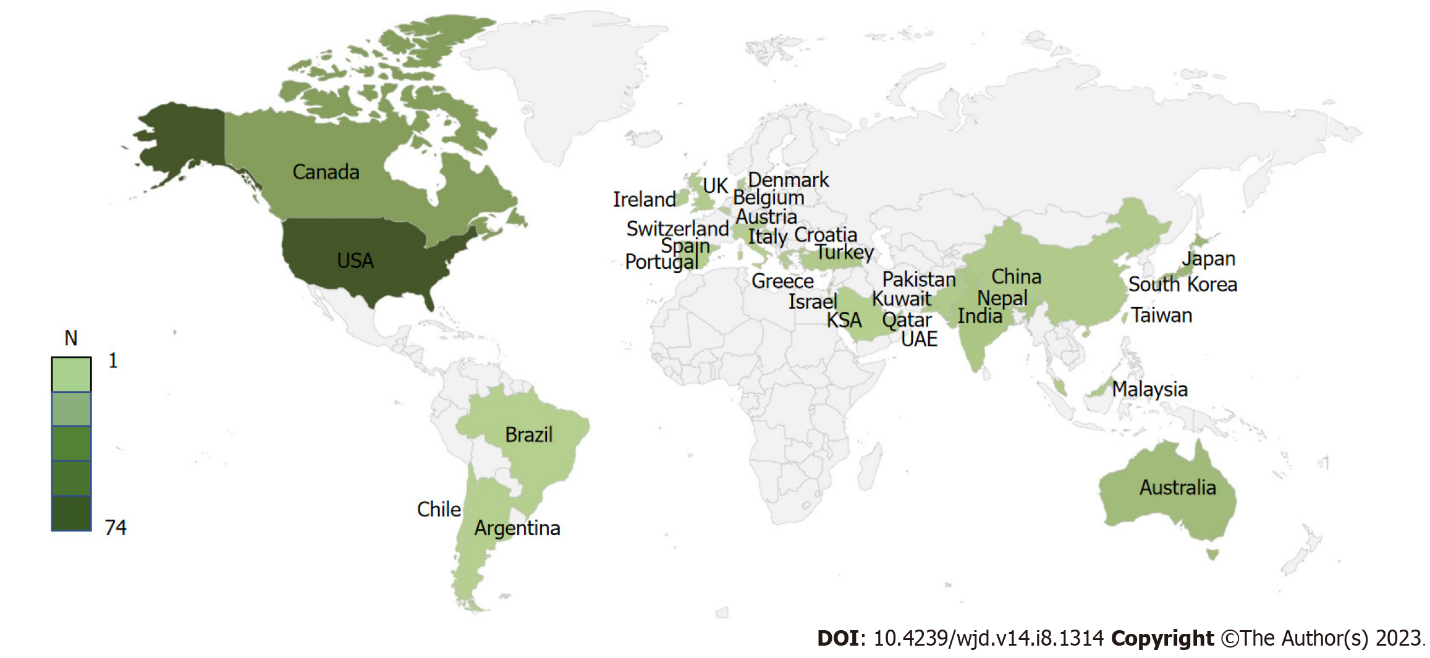 Canada
USA
UK
Denmark
Ireland
Belgium
Austria
Switzerland
Italy
Croatia
Spain
Turkey
Portugal
Greece
Pakistan
China
Japan
South Korea
Israel
Kuwait
Nepal
KSA
Qatar
India
Taiwan
UAE
N
1
74
Malaysia
Brazil
Australia
Chile
Argentina
DOI: 10.4239/wjd.v14.i8.1314 Copyright ©The Author(s) 2023.